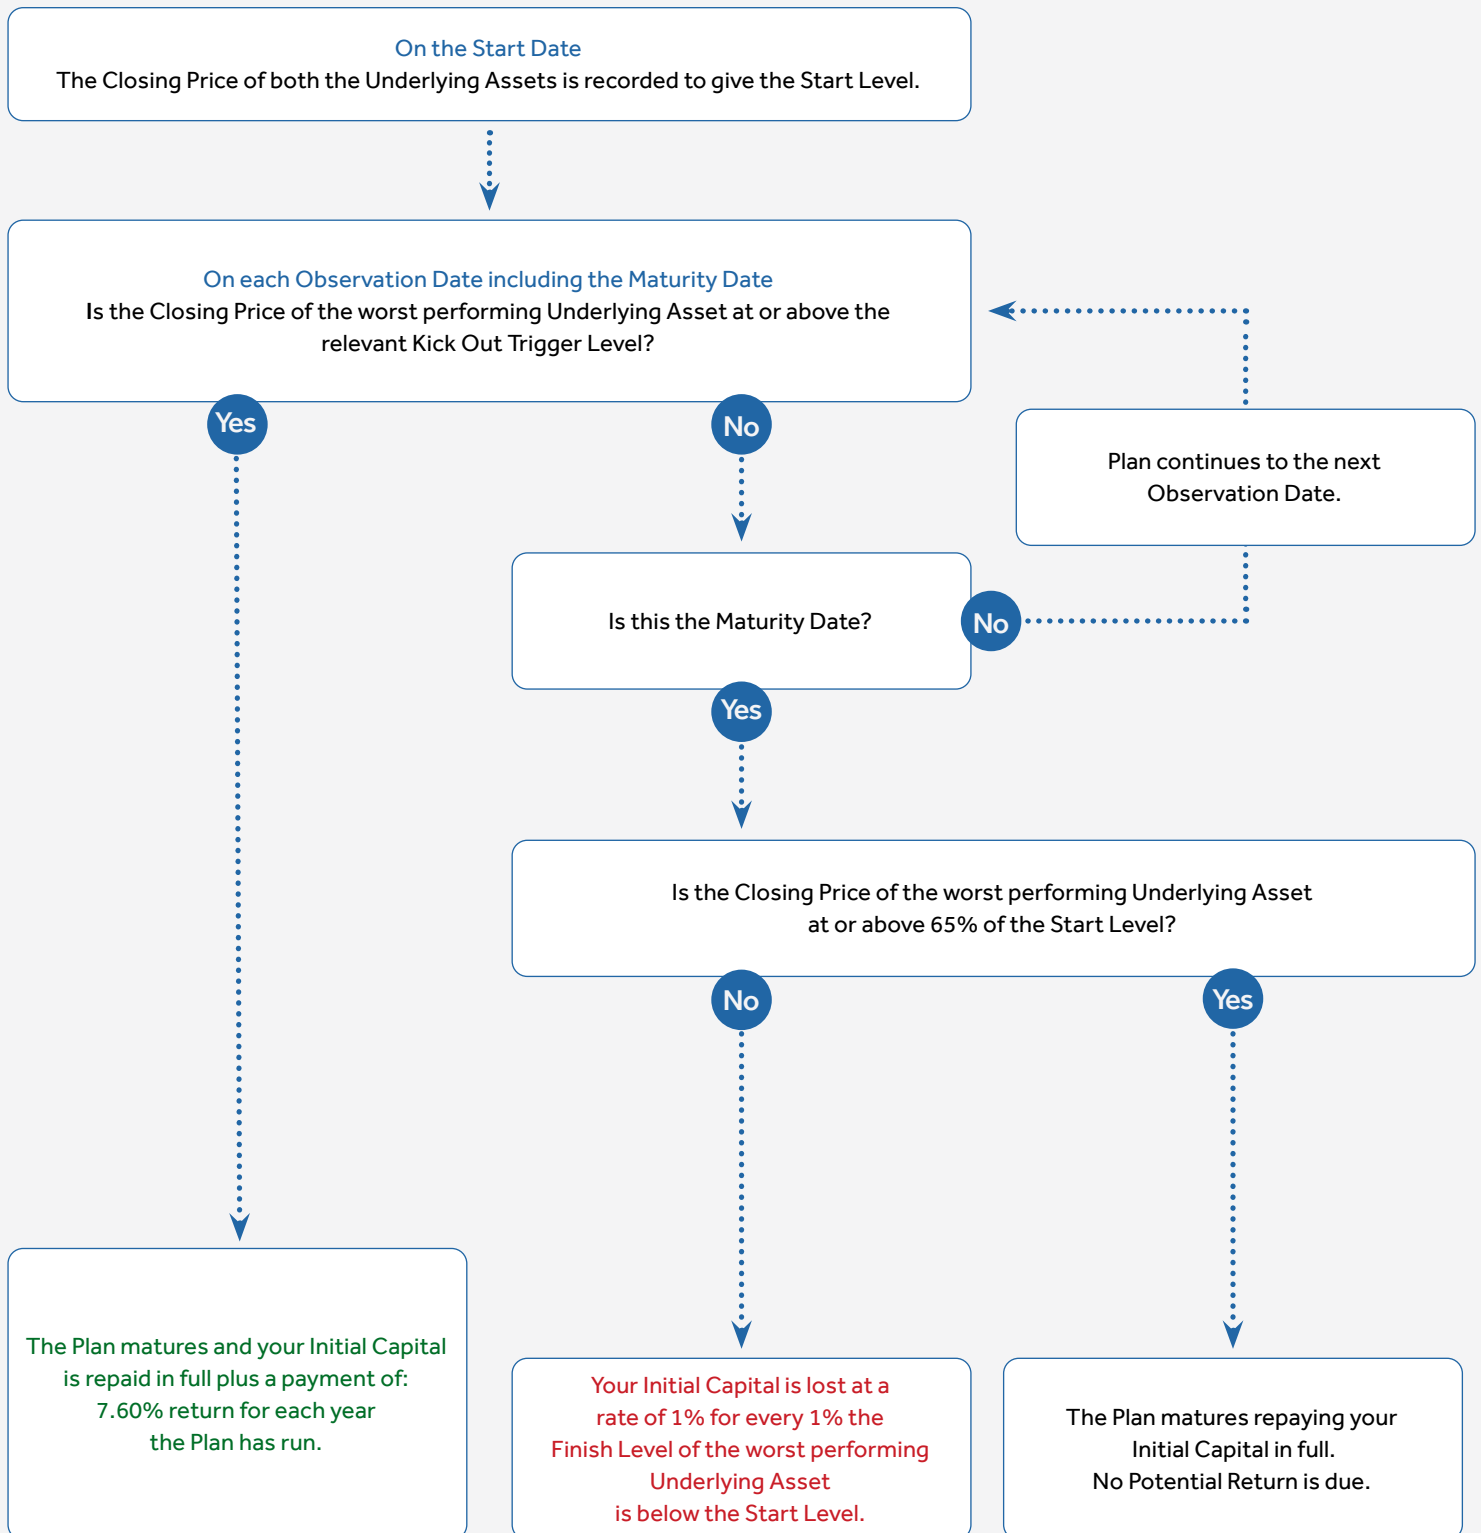 On the Start Date
The Closing Price of both the Underlying Assets is recorded to give the Start Level.
On each Observation Date including the Maturity Date
Is the Closing Price of the worst performing Underlying Asset at or above the
relevant Kick Out Trigger Level?
Yes
No
Plan continues to the next
Observation Date.
Is this the Maturity Date?
No
Yes
Is the Closing Price of the worst performing Underlying Asset
at or above 65% of the Start Level?
No
Yes
The Plan matures and your Initial Capital
is repaid in full plus a payment of:
7.60% return for each year
the Plan has run.
Your Initial Capital is lost at a
rate of 1% for every 1% the
Finish Level of the worst performing
Underlying Asset
is below the Start Level.
The Plan matures repaying your
Initial Capital in full.
No Potential Return is due.